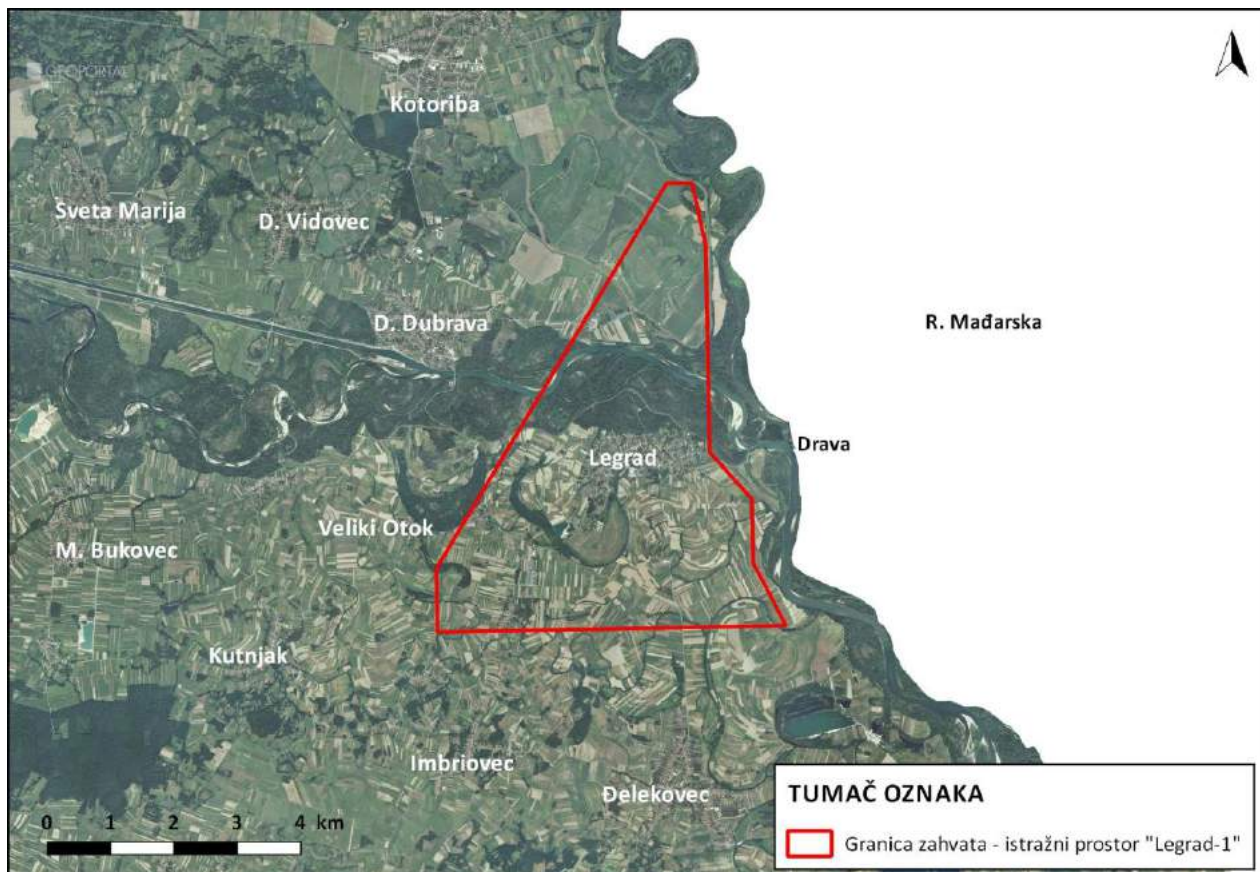 GEOPORTAL
Kotoriba
Sveta Marija
D. Vidovec
D. Dubrava
R. Mađarska
Drava
Legrad
Veliki Otok
M. Bukovec
Kutnjak
Imbriovec
Đelekovec
0 1 2 3 4 km
TUMAČ OZNAKA
Granica zahvata - istražni prostor "Legrad-1"